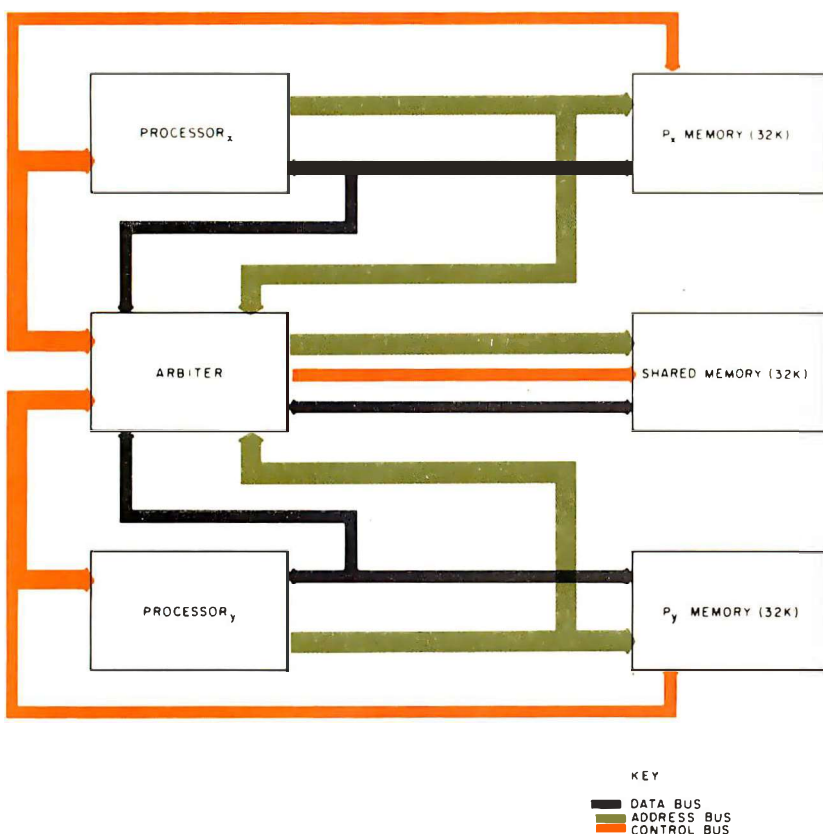 PROCESSORₓ
Pₓ MEMORY (32K)
ARBITER
SHARED MEMORY (32K)
PROCESSORy
Py MEMORY (32K)
KEY
DATA BUS
ADDRESS BUS
CONTROL BUS